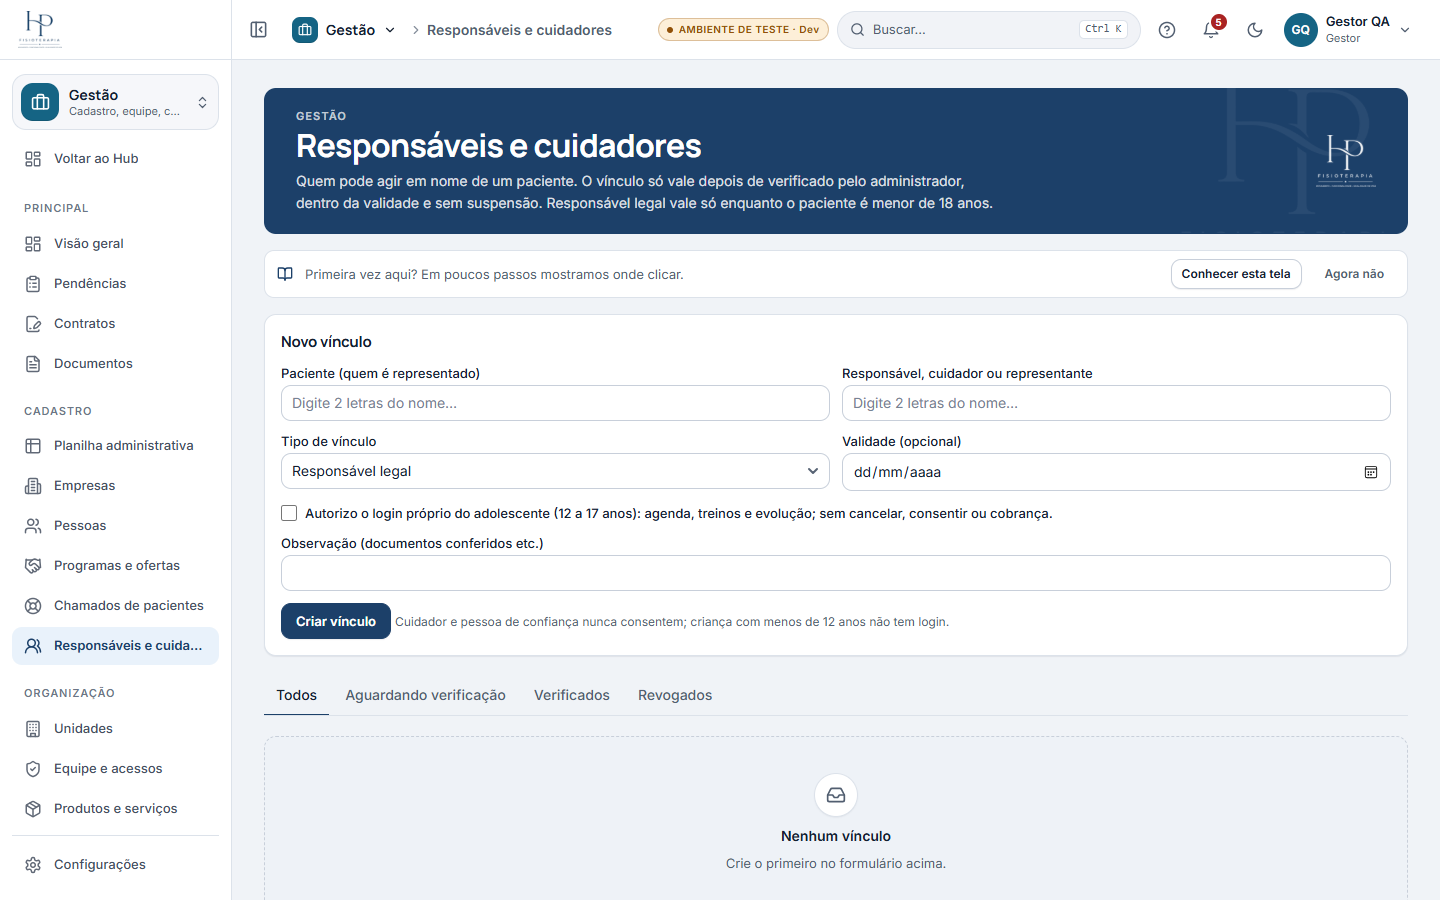 HP
FISIOTERAPIA
Gestão
Responsáveis e cuidadores
AMBIENTE DE TESTE · Dev
Buscar...
Ctrl K
5
GQ
Gestor QA
Gestor
Gestão
Cadastro, equipe, c...
Voltar ao Hub
PRINCIPAL
Visão geral
Pendências
Contratos
Documentos
CADASTRO
Planilha administrativa
Empresas
Pessoas
Programas e ofertas
Chamados de pacientes
Responsáveis e cuida...
ORGANIZAÇÃO
Unidades
Equipe e acessos
Produtos e serviços
Configurações
GESTÃO
Responsáveis e cuidadores
Quem pode agir em nome de um paciente. O vínculo só vale depois de verificado pelo administrador,
dentro da validade e sem suspensão. Responsável legal vale só enquanto o paciente é menor de 18 anos.
HP
FISIOTERAPIA
Primeira vez aqui? Em poucos passos mostramos onde clicar.
Conhecer esta tela
Agora não
Novo vínculo
Paciente (quem é representado)
Responsável, cuidador ou representante
Digite 2 letras do nome...
Digite 2 letras do nome...
Tipo de vínculo
Validade (opcional)
Responsável legal
dd/mm/aaaa
Autorizo o login próprio do adolescente (12 a 17 anos): agenda, treinos e evolução; sem cancelar, consentir ou cobrança.
Observação (documentos conferidos etc.)
Criar vínculo
Cuidador e pessoa de confiança nunca consentem; criança com menos de 12 anos não tem login.
Todos
Aguardando verificação
Verificados
Revogados
Nenhum vínculo
Crie o primeiro no formulário acima.